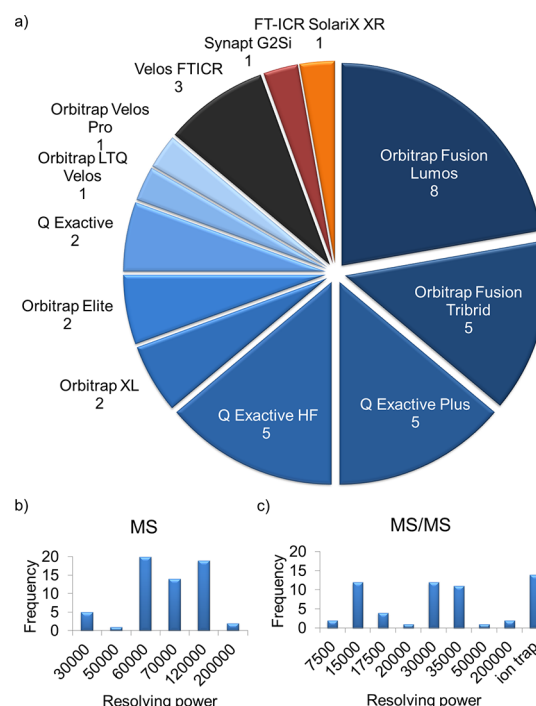 a)
FT-ICR SolariX XR
1
Synapt G2Si
1
Velos FTICR
3
Orbitrap Velos
Pro
1
Orbitrap LTQ
Velos
1
Q Exactive
2
Orbitrap Elite
2
Orbitrap XL
2
Q Exactive HF
5
Q Exactive Plus
5
Orbitrap Fusion
Tribrid
5
Orbitrap Fusion
Lumos
8
b)
MS
Frequency
20
15
10
5
0
30000
50000
60000
70000
120000
200000
Resolving power
c)
MS/MS
Frequency
20
15
10
5
0
7500
15000
17500
20000
30000
35000
50000
200000
ion trap
Resolving power